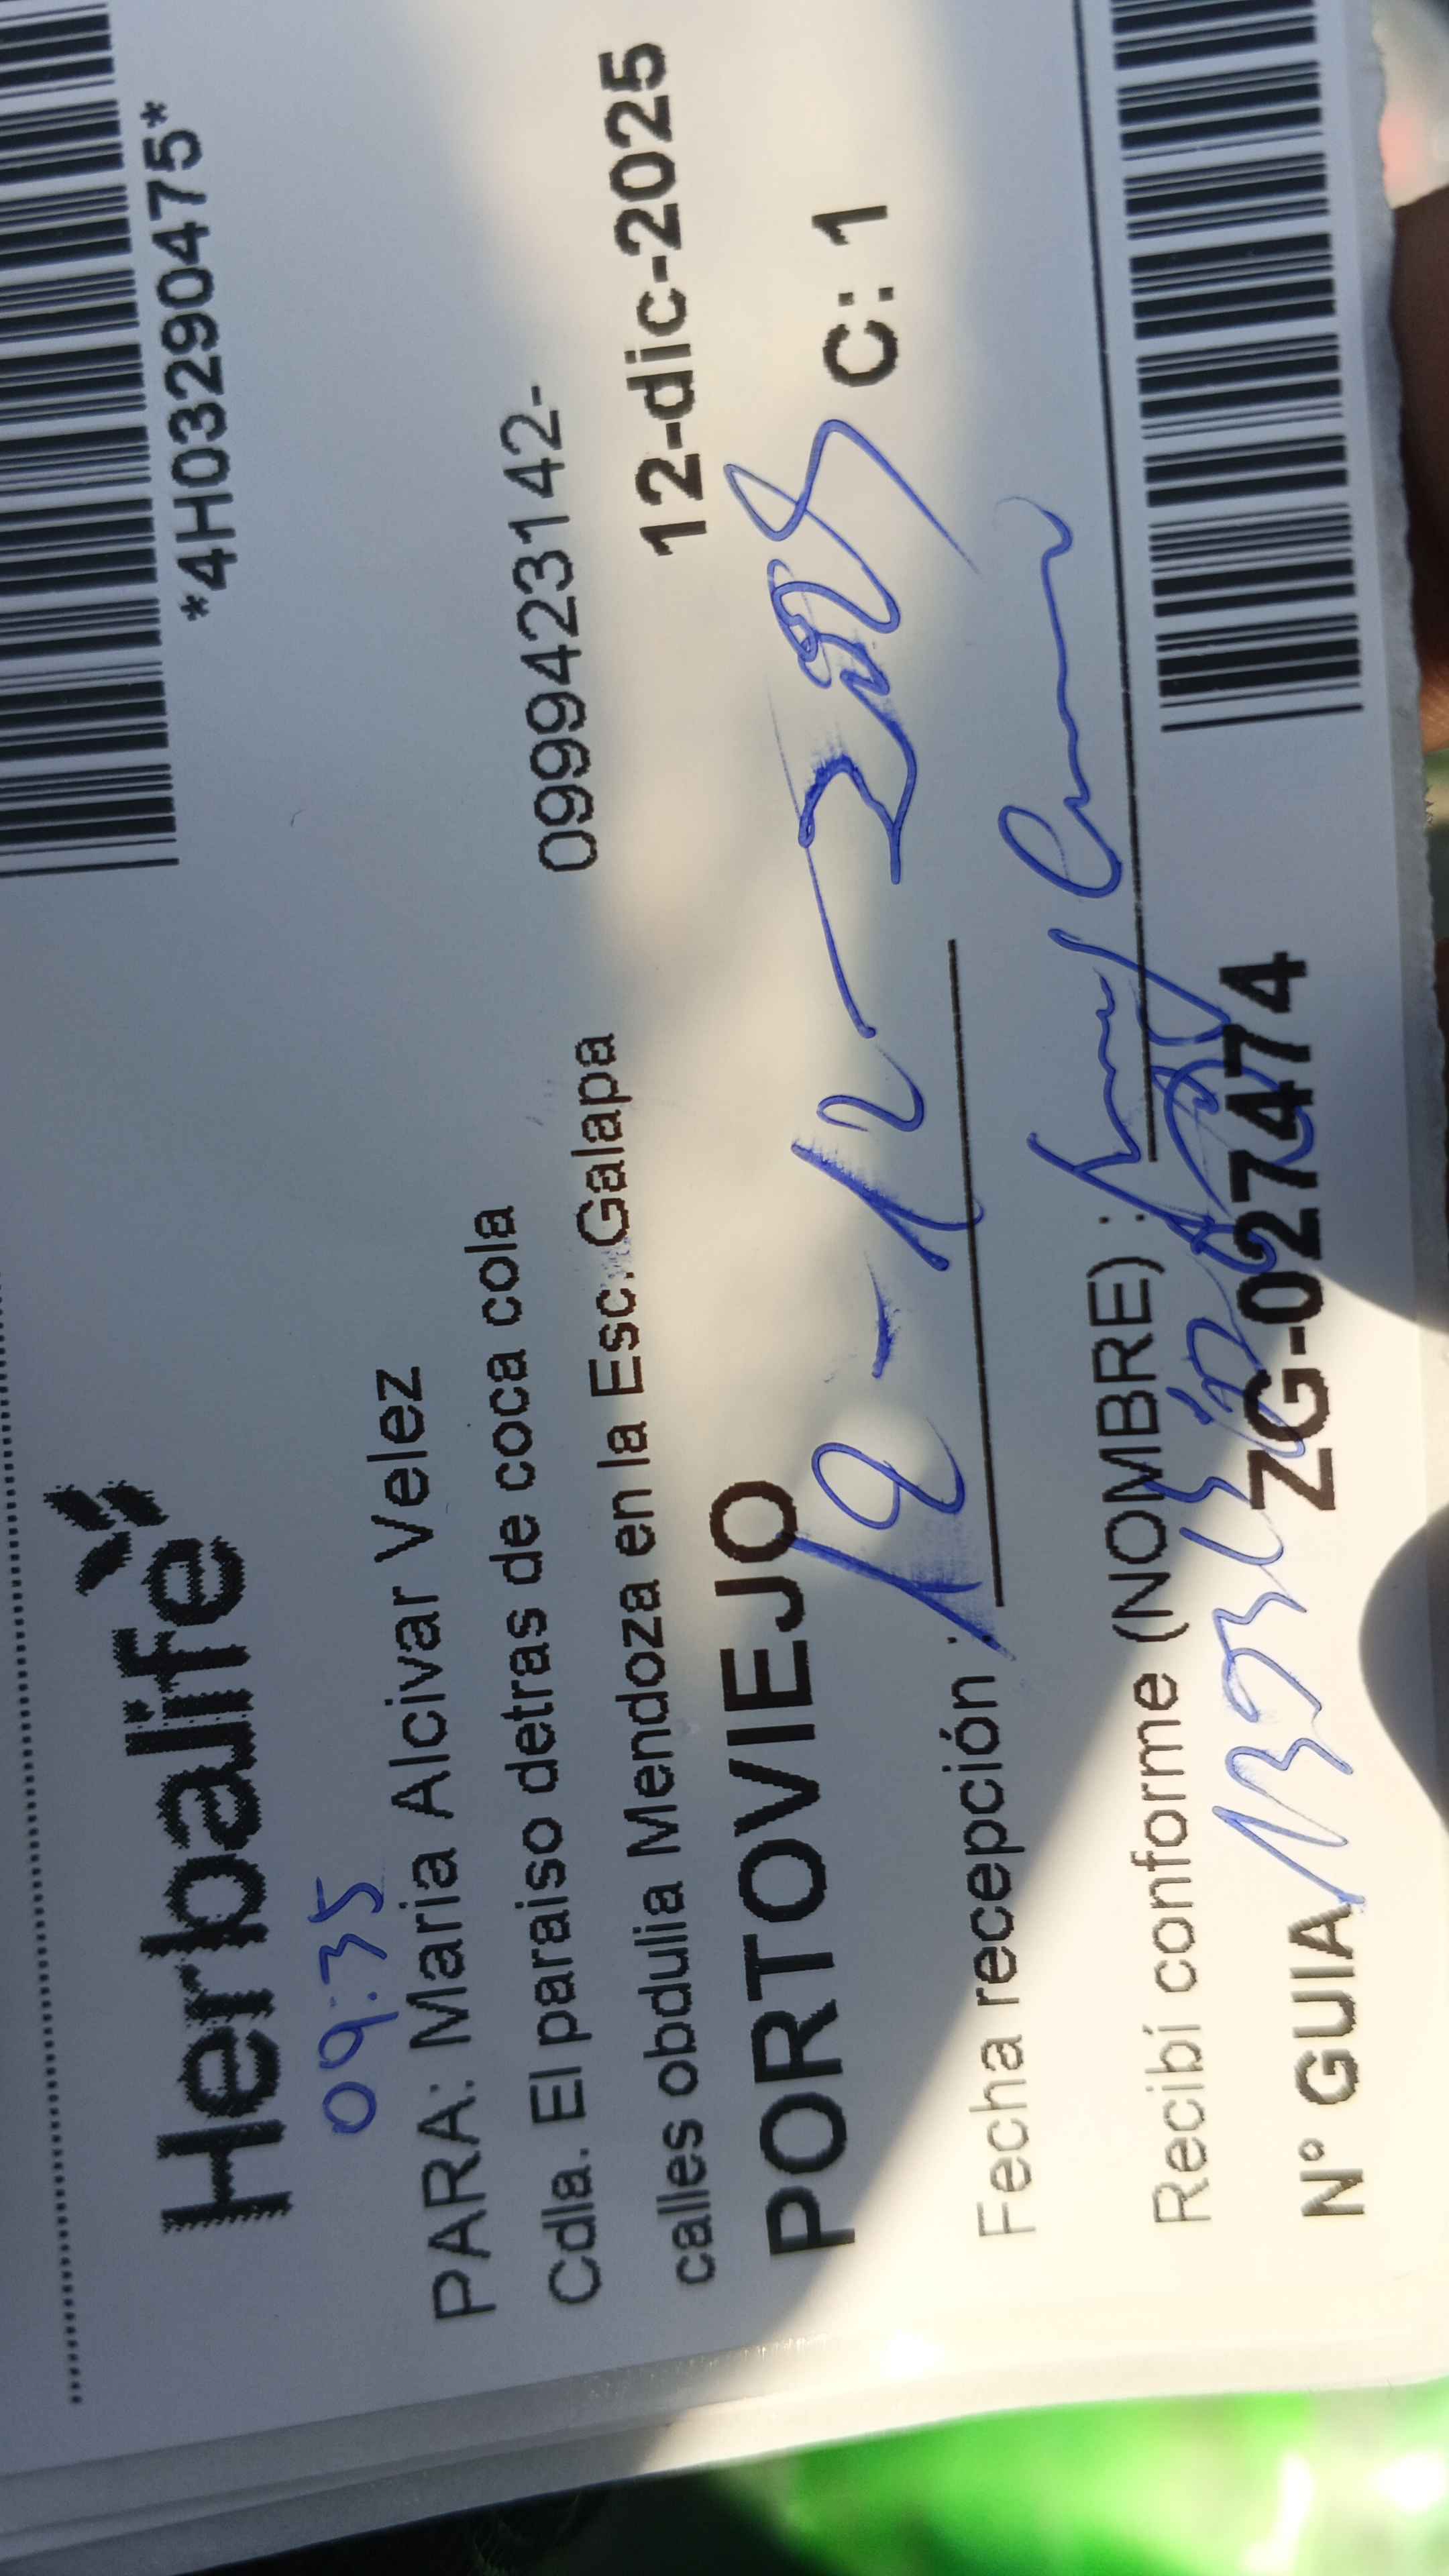 *4H03290475*
Herbalife
09:35
PARA: Maria Alcivar Velez
Cdla. El paraiso detras de coca cola
0999423142-
calles obdulia Mendoza en la Esc. Galapa
12-dic-2025
PORTOVIEJO
C: 1
Fecha recepción : 12-12-2025
Recibí conforme (NOMBRE) :
N° GUIA
ZG-027474